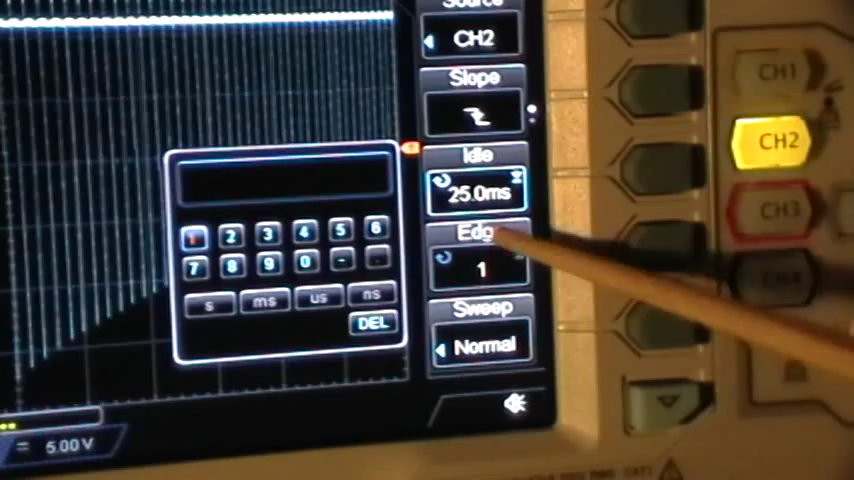 Source
CH2
Slope
Idle
25.0ms
Edg
1
Sweep
Normal
1 2 3 4 5 6
7 8 9 0 - .
s ms us ns
DEL
5.00 V
CH1
CH2
CH3
CH4